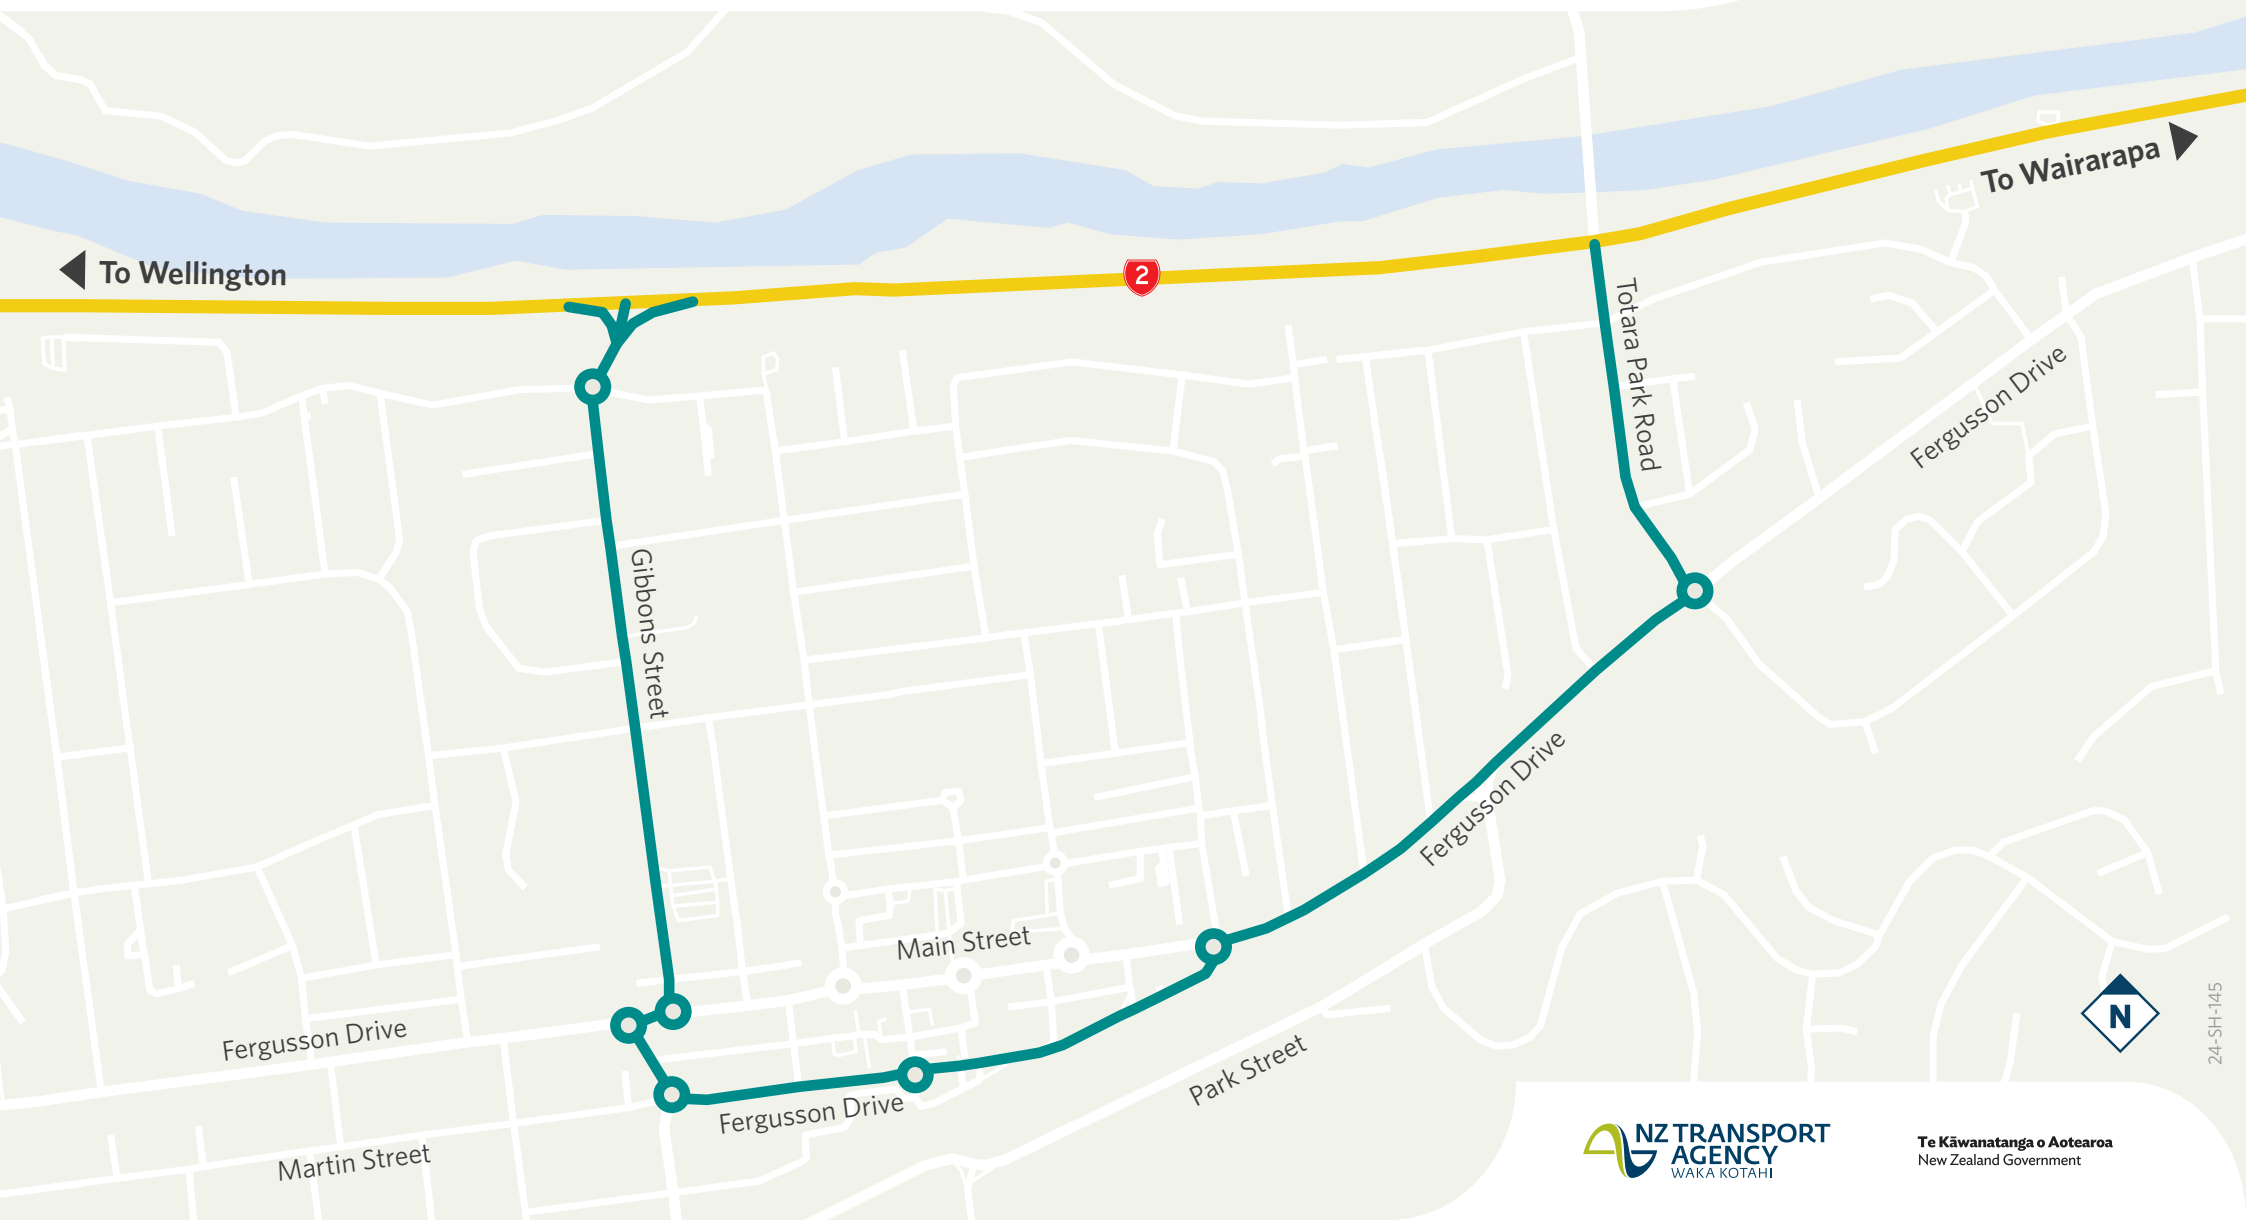 To Wairarapa
To Wellington
2
Totara Park Road
Fergusson Drive
Gibbons Street
Fergusson Drive
Main Street
Fergusson Drive
Park Street
Fergusson Drive
Martin Street
N
24-SH-145
NZ TRANSPORT
AGENCY
WAKA KOTAHI
Te Kāwanatanga o Aotearoa
New Zealand Government